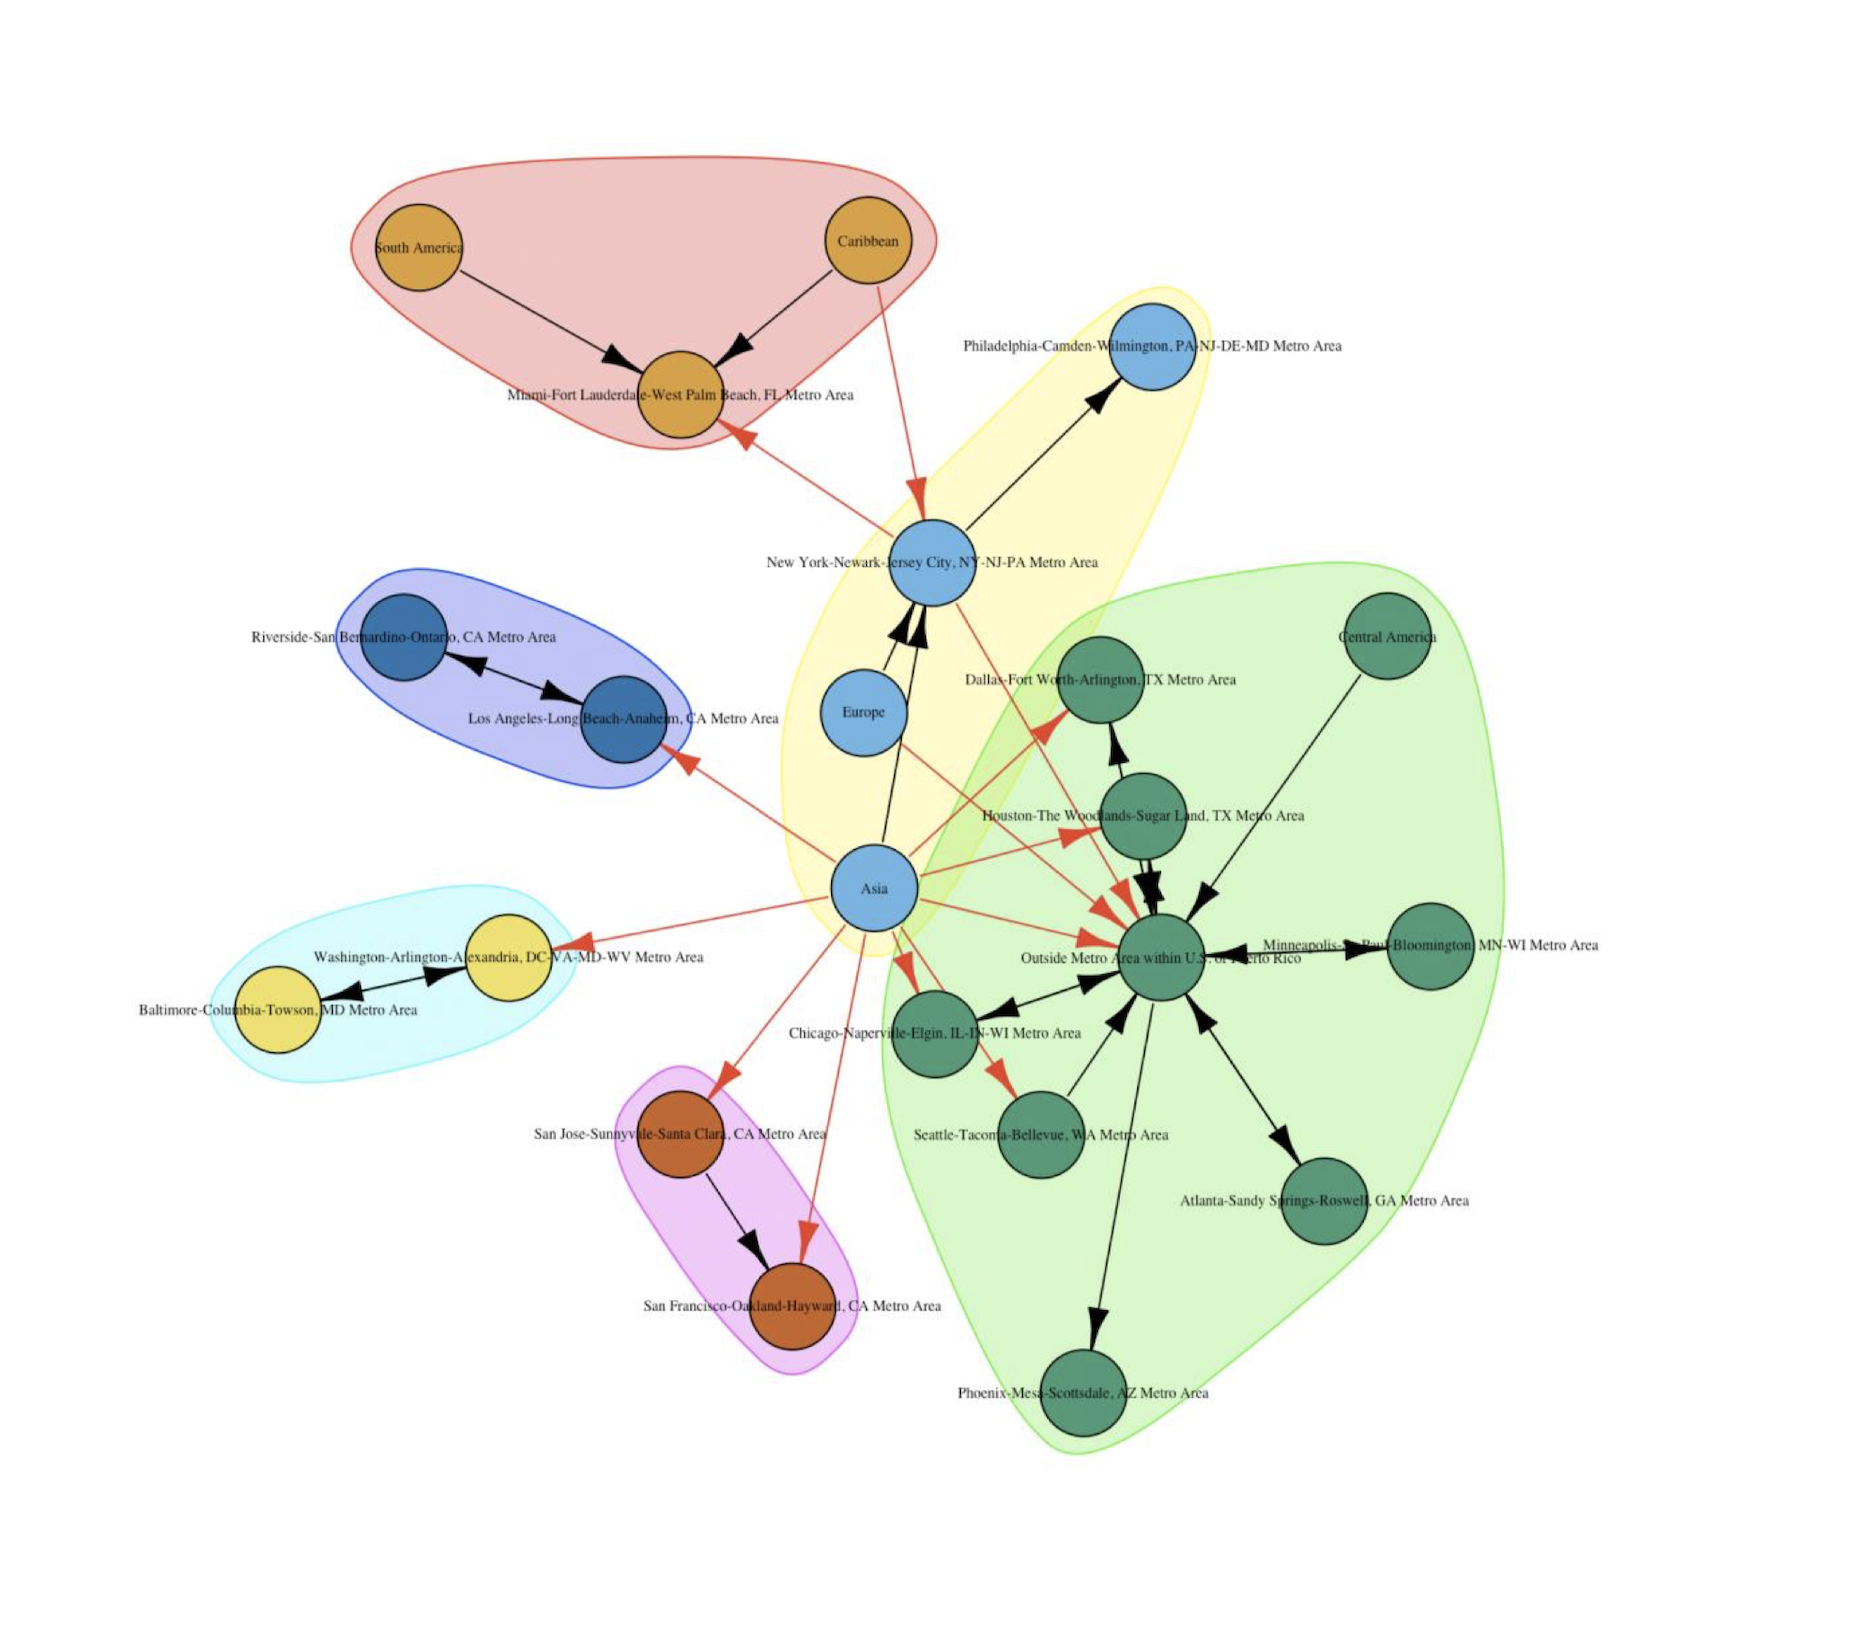 South America
Caribbean
Philadelphia-Camden-Wilmington, PA-NJ-DE-MD Metro Area
Miami-Fort Lauderdale-West Palm Beach, FL Metro Area
New York-Newark-Jersey City, NY-NJ-PA Metro Area
Riverside-San Bernardino-Ontario, CA Metro Area
Central America
Dallas-Fort Worth-Arlington, TX Metro Area
Europe
Los Angeles-Long Beach-Anaheim, CA Metro Area
Houston-The Woodlands-Sugar Land, TX Metro Area
Asia
Minneapolis-St. Paul-Bloomington, MN-WI Metro Area
Washington-Arlington-Alexandria, DC-VA-MD-WV Metro Area
Outside Metro Area within U.S. or Puerto Rico
Baltimore-Columbia-Towson, MD Metro Area
Chicago-Naperville-Elgin, IL-IN-WI Metro Area
San Jose-Sunnyvale-Santa Clara, CA Metro Area
Seattle-Tacoma-Bellevue, WA Metro Area
Atlanta-Sandy Springs-Roswell, GA Metro Area
San Francisco-Oakland-Hayward, CA Metro Area
Phoenix-Mesa-Scottsdale, AZ Metro Area